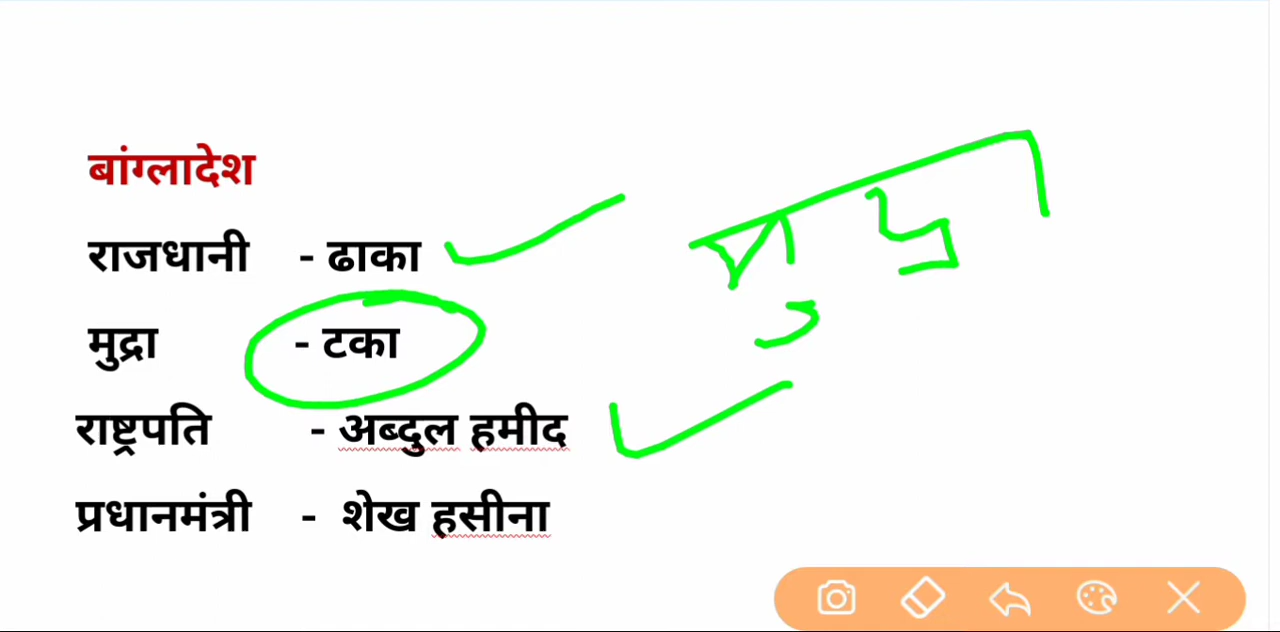 बांग्लादेश
राजधानी - ढाका
मुद्रा - टका
राष्ट्रपति - अब्दुल हमीद
प्रधानमंत्री - शेख हसीना